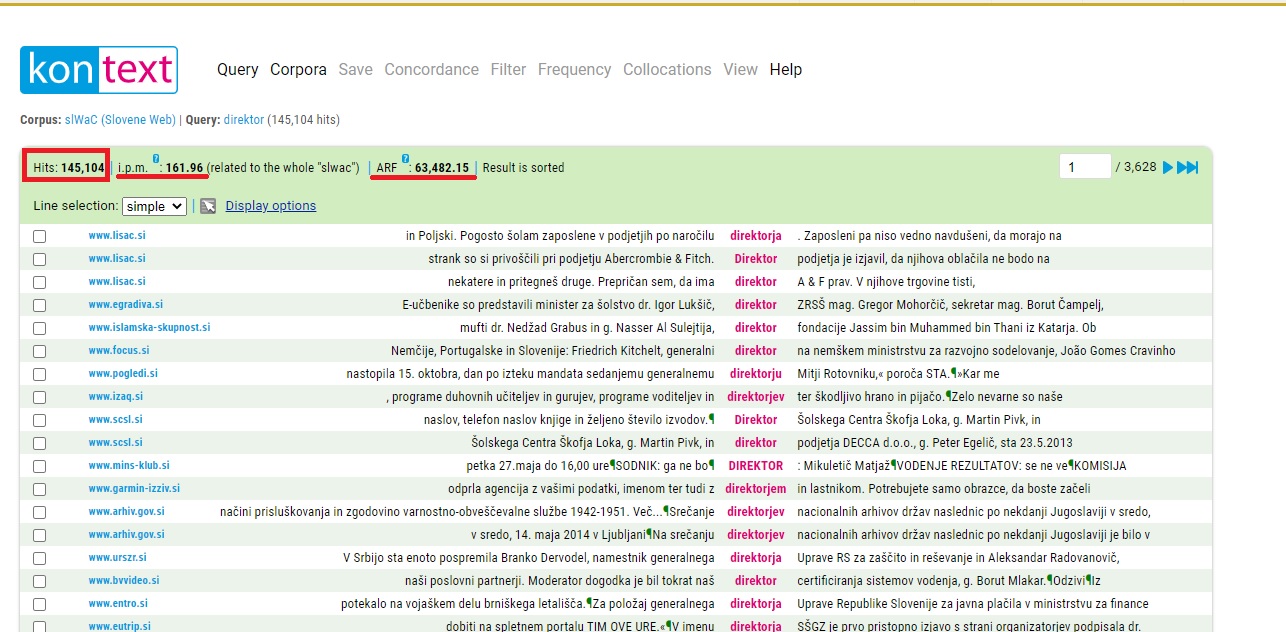 kontext Query Corpora Save Concordance Filter Frequency Collocations View Help
Corpus: slWaC (Slovene Web) | Query: direktor (145,104 hits)
Hits: 145,104 | i.p.m. ? : 161.96 (related to the whole "slwac") | ARF ? : 63,482.15 | Result is sorted 1 / 3,628
Line selection: simple | Display options
www.lisac.si in Poljski. Pogosto šolam zaposlene v podjetjih po naročilu direktorja . Zaposleni pa niso vedno navdušeni, da morajo na
www.lisac.si strank so si privoščili pri podjetju Abercrombie & Fitch. Direktor podjetja je izjavil, da njihova oblačila ne bodo na
www.lisac.si nekatere in pritegneš druge. Prepričan sem, da ima direktor A & F prav. V njihove trgovine tisti,
www.egradiva.si E-učbenike so predstavili minister za šolstvo dr. Igor Lukšič, direktor ZRSŠ mag. Gregor Mohorčič, sekretar mag. Borut Čampelj,
www.islamska-skupnost.si mufti dr. Nedžad Grabus in g. Nasser Al Sulejtija, direktor fondacije Jassim bin Muhammed bin Thani iz Katarja. Ob
www.focus.si Nemčije, Portugalske in Slovenije: Friedrich Kitchelt, generalni direktor na nemškem ministrstvu za razvojno sodelovanje, João Gomes Cravinho
www.pogledi.si nastopila 15. oktobra, dan po izteku mandata sedanjemu generalnemu direktorju Mitji Rotovniku,« poroča STA.¶»Kar me
www.izaq.si , programe duhovnih učiteljev in gurujev, programe voditeljev in direktorjev ter škodljivo hrano in pijačo.¶Zelo nevarne so naše
www.scsl.si naslov, telefon naslov knjige in željeno število izvodov.¶ Direktor Šolskega Centra Škofja Loka, g. Martin Pivk, in
www.scsl.si Šolskega Centra Škofja Loka, g. Martin Pivk, in direktor podjetja DECCA d.o.o., g. Peter Egelič, sta 23.5.2013
www.mins-klub.si petka 27.maja do 16,00 ure¶SODNIK: ga ne bo¶ DIREKTOR : Mikuletič Matjaž¶VODENJE REZULTATOV: se ne ve¶KOMISIJA
www.garmin-izziv.si odprla agencija z vašimi podatki, imenom ter tudi z direktorjem in lastnikom. Potrebujete samo obrazce, da boste začeli
www.arhiv.gov.si načini prisluškovanja in zgodovino varnostno-obveščevalne službe 1942-1951. Več...¶Srečanje direktorjev nacionalnih arhivov držav naslednic po nekdanji Jugoslaviji v sredo,
www.arhiv.gov.si v sredo, 14. maja 2014 v Ljubljani¶Na srečanju direktorjev nacionalnih arhivov držav naslednic po nekdanji Jugoslaviji je bilo v
www.urszr.si V Srbijo sta enoto pospremila Branko Dervodel, namestnik generalnega direktorja Uprave RS za zaščito in reševanje in Aleksandar Radovanović,
www.bvvideo.si naši poslovni partnerji. Moderator dogodka je bil tokrat naš direktor certificiranja sistemov vodenja, g. Borut Mlakar.¶Odzivi¶Iz
www.entro.si potekalo na vojaškem delu brniškega letališča.¶Za položaj generalnega direktorja Uprave Republike Slovenije za javna plačila v ministrstvu za finance
www.eutrip.si dobiti na spletnem portalu TIM OVE URE.«¶V imenu direktorja SŠGZ je prvo pristopno izjavo s strani organizatorjev podpisala dr.